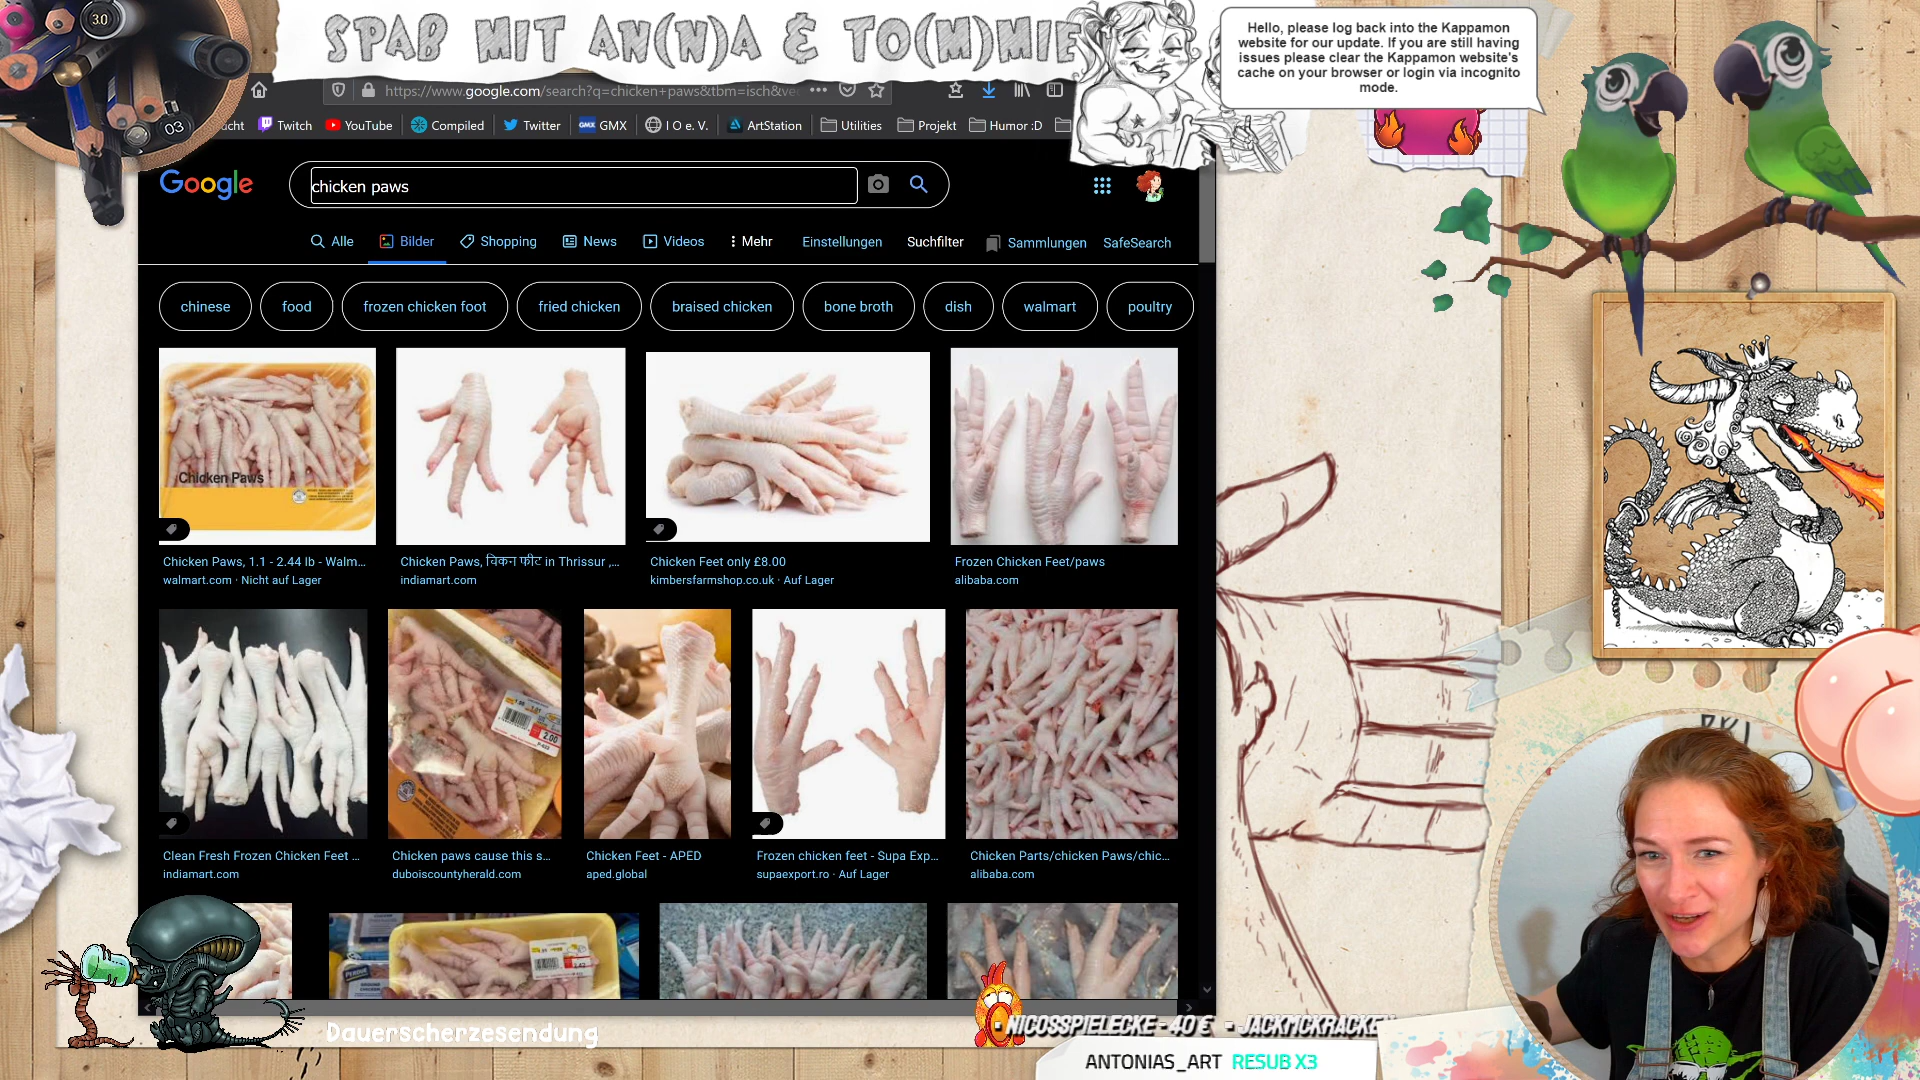 3.0
03
SPAß MIT AN(N)A & TO(M)MIE
Hello, please log back into the Kappamon
website for our update. If you are still having
issues please clear the Kappamon website's
cache on your browser or login via incognito
mode.
https://www.google.com/search?q=chicken+paws&tbm=isch&ve
ucht Twitch YouTube Compiled Twitter GMX I O e. V. ArtStation Utilities Projekt Humor :D
Google
chicken paws
Alle Bilder Shopping News Videos Mehr Einstellungen Suchfilter Sammlungen SafeSearch
chinese food frozen chicken foot fried chicken braised chicken bone broth dish walmart poultry
Chicken Paws
Chicken Paws, 1.1 - 2.44 lb - Walm... Chicken Paws, चिकन फीट in Thrissur ,... Chicken Feet only £8.00 Frozen Chicken Feet/paws
walmart.com · Nicht auf Lager indiamart.com kimbersfarmshop.co.uk · Auf Lager alibaba.com
2.00
Clean Fresh Frozen Chicken Feet ... Chicken paws cause this s... Chicken Feet - APED Frozen chicken feet - Supa Exp... Chicken Parts/chicken Paws/chic...
indiamart.com duboiscountyherald.com aped.global supaexport.ro · Auf Lager alibaba.com
PERDUE
Dauerscherzesendung
• NICOSSPIELECKE - 40 € • JACKMCKRACKEN
ANTONIAS_ART RESUB X3